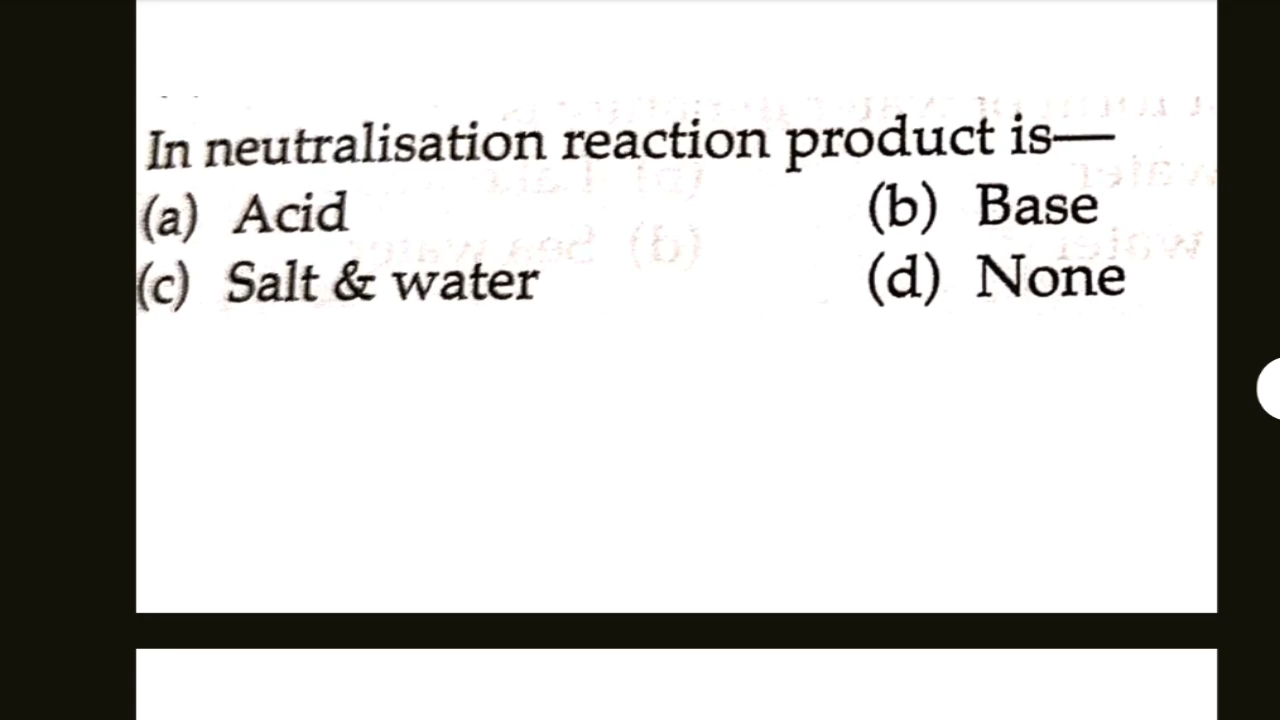 In neutralisation reaction product is—
(a) Acid (b) Base
(c) Salt & water (d) None